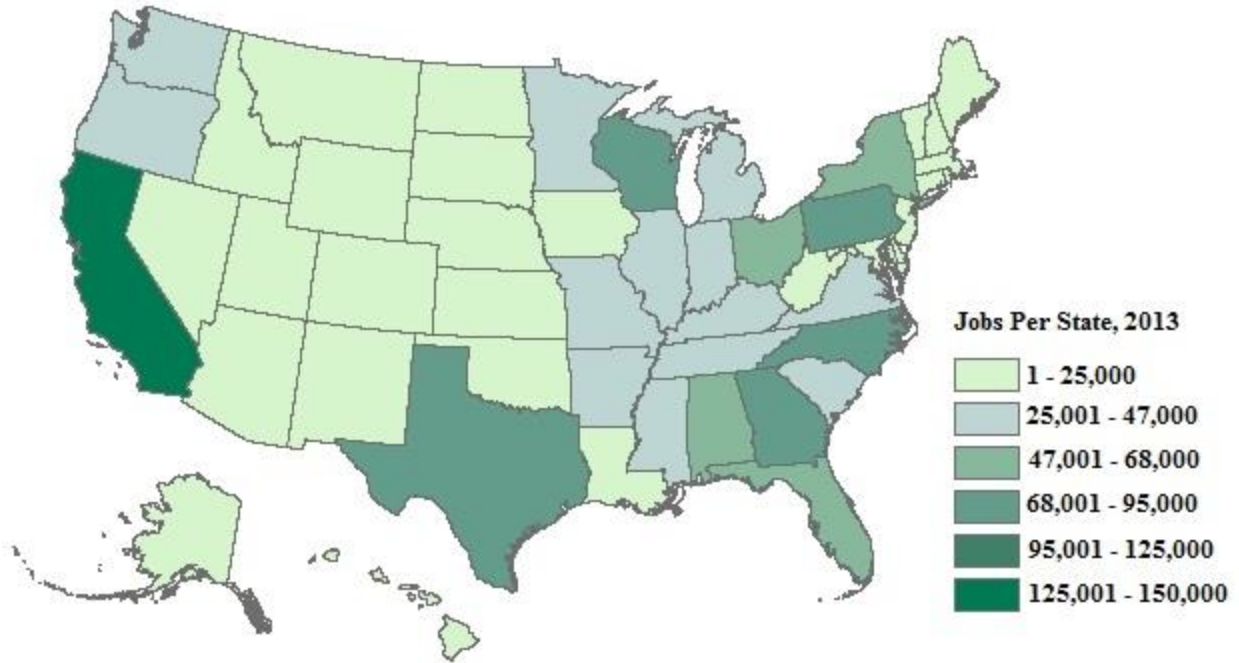 Jobs Per State, 2013
1 - 25,000
25,001 - 47,000
47,001 - 68,000
68,001 - 95,000
95,001 - 125,000
125,001 - 150,000